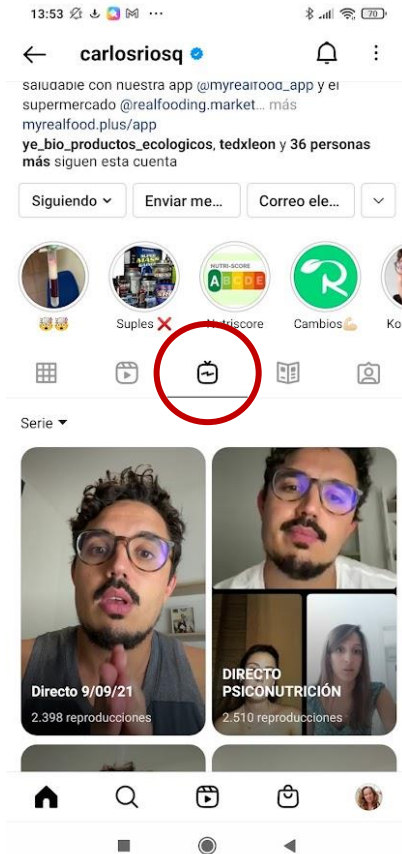 13:53
70
carlosriosq
saludable con nuestra app @myrealfood_app y el
supermercado @realfooding.market... más
myrealfood.plus/app
ye_bio_productos_ecologicos, tedxleon y 36 personas
más siguen esta cuenta
Siguiendo
Enviar me...
Correo ele...
NUTRI-SCORE
A B C D E
🤯🤯
Suples ❌
Nutriscore
Cambios💪
Ko
Serie
Directo 9/09/21
2.398 reproducciones
DIRECTO
PSICONUTRICIÓN
2.510 reproducciones